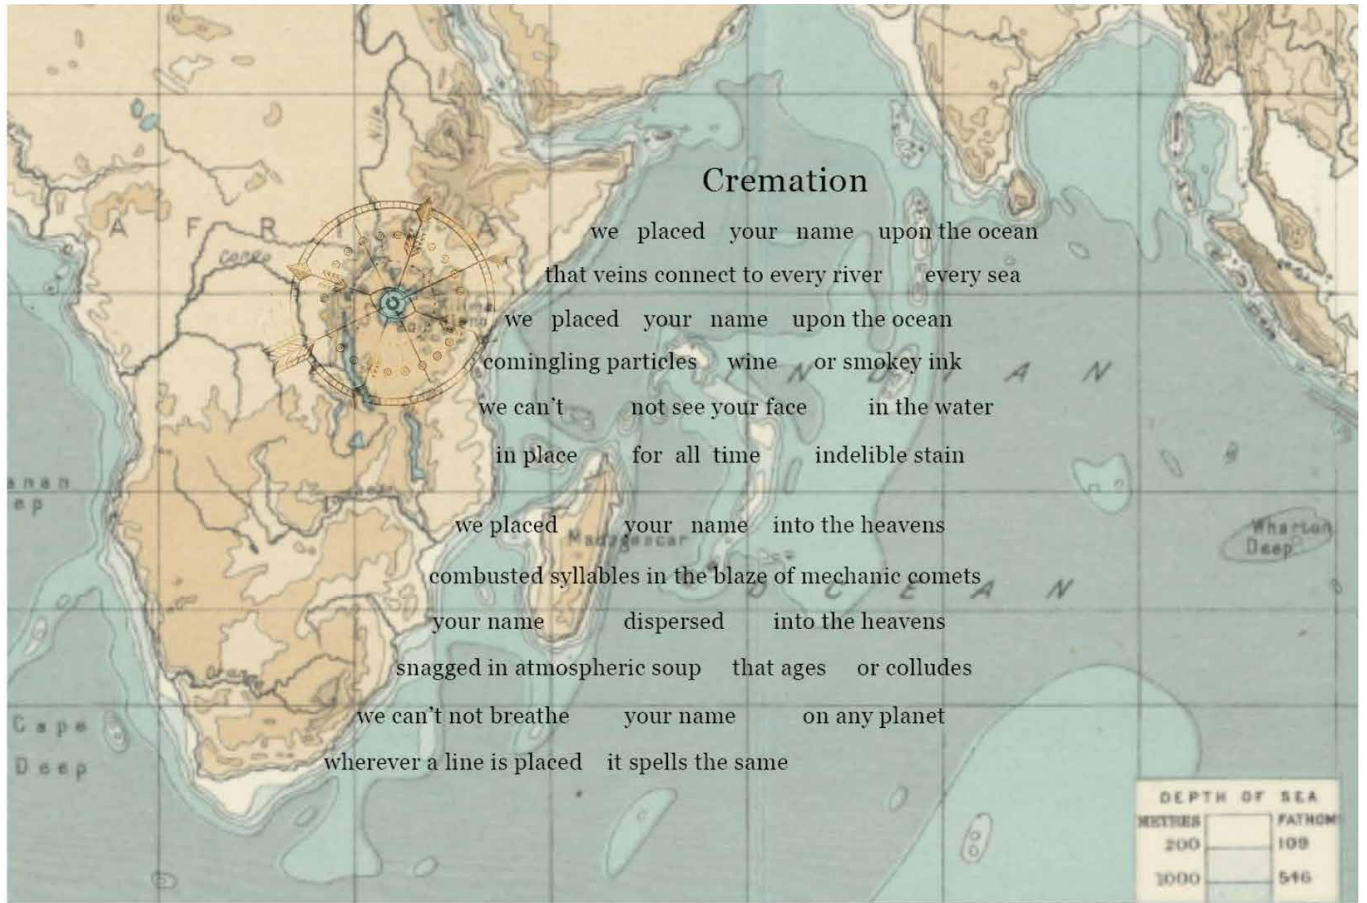 Cremation
we placed your name upon the ocean
that veins connect to every river every sea
we placed your name upon the ocean
comingling particles wine or smokey ink
we can't not see your face in the water
in place for all time indelible stain
we placed your name into the heavens
combusted syllables in the blaze of mechanic comets
your name dispersed into the heavens
snagged in atmospheric soup that ages or colludes
we can't not breathe your name on any planet
wherever a line is placed it spells the same
Nile
A F R I A
Congo
N D I A N
Madagascar
Wharton
Deep
O C E A N
Cape
Deep
DEPTH OF SEA
METRES FATHOM
200 109
1000 546